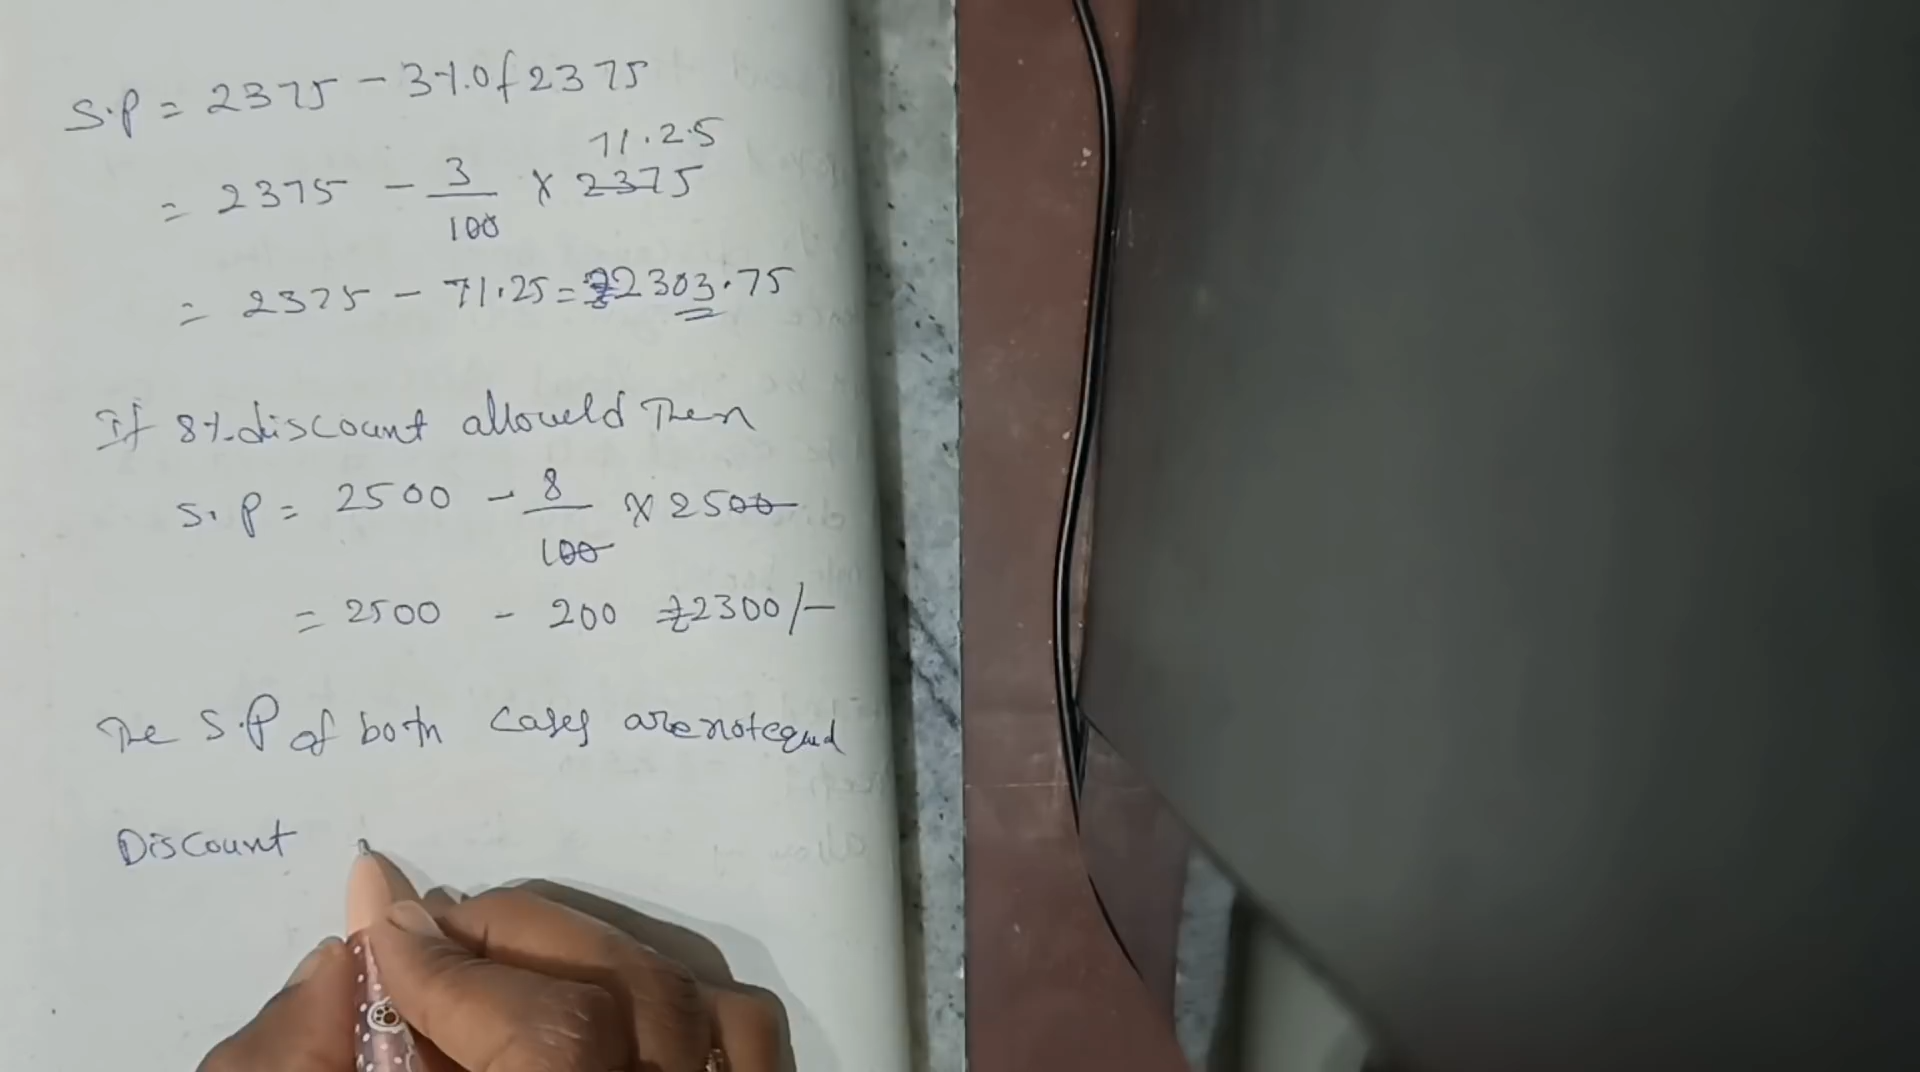 S.P = 2375 - 3% of 2375
71.25
= 2375 - 3/100 × 2375
= 2375 - 71.25 = ₹2303.75
If 8% discount alloweld Then
S.P = 2500 - 8/100 × 2500
= 2500 - 200 = ₹2300/-
The S.P of both cases are not equal
Discount